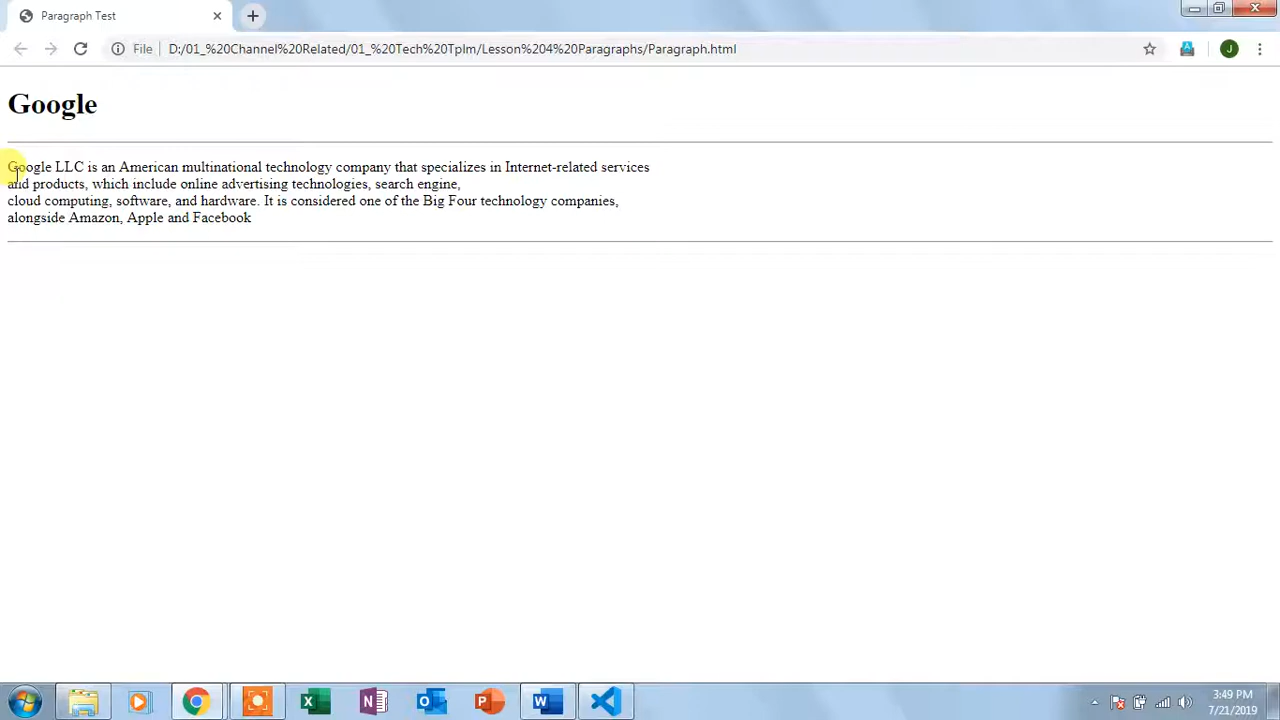 Paragraph Test
File D:/01_%20Channel%20Related/01_%20Tech%20Tplm/Lesson%204%20Paragraphs/Paragraph.html
J
Google
Google LLC is an American multinational technology company that specializes in Internet-related services
and products, which include online advertising technologies, search engine,
cloud computing, software, and hardware. It is considered one of the Big Four technology companies,
alongside Amazon, Apple and Facebook
3:49 PM
7/21/2019